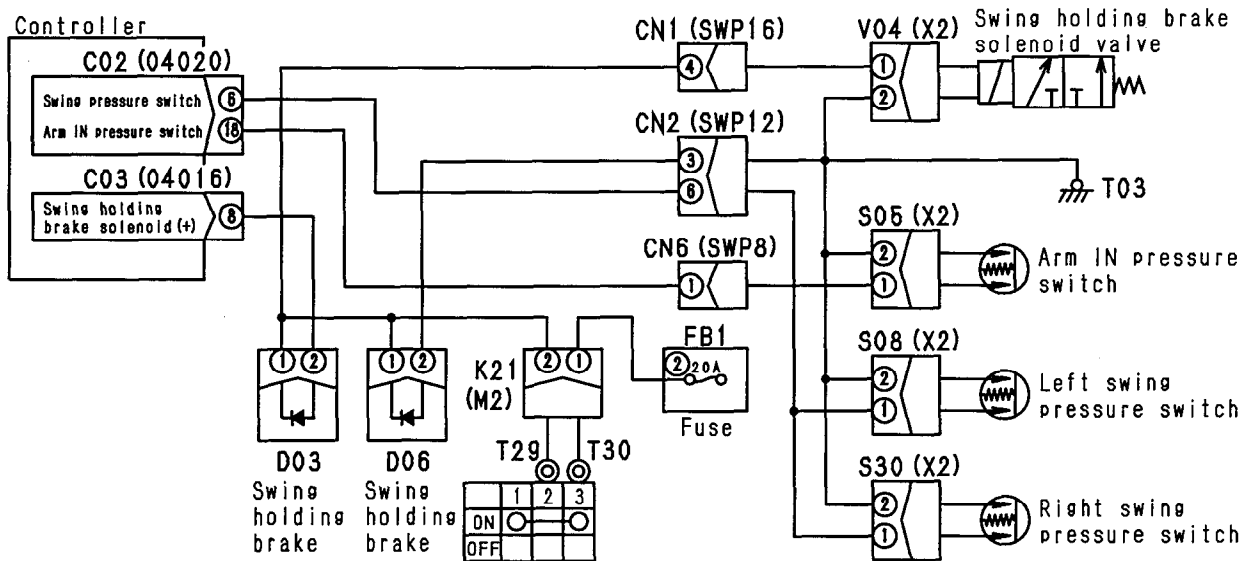 Controller
C02 (04020)
Swing pressure switch
6
Arm IN pressure switch
18
C03 (04016)
Swing holding
brake solenoid (+)
8
CN1 (SWP16)
4
CN2 (SWP12)
3
6
CN6 (SWP8)
1
V04 (X2)
1
2
Swing holding brake
solenoid valve
T03
S05 (X2)
2
1
Arm IN pressure
switch
S08 (X2)
2
1
Left swing
pressure switch
S30 (X2)
2
1
Right swing
pressure switch
1 2
D03
Swing
holding
brake
1 2
D06
Swing
holding
brake
2 1
K21
(M2)
FB1
2 20A
Fuse
T29 T30
1 2 3
ON
OFF